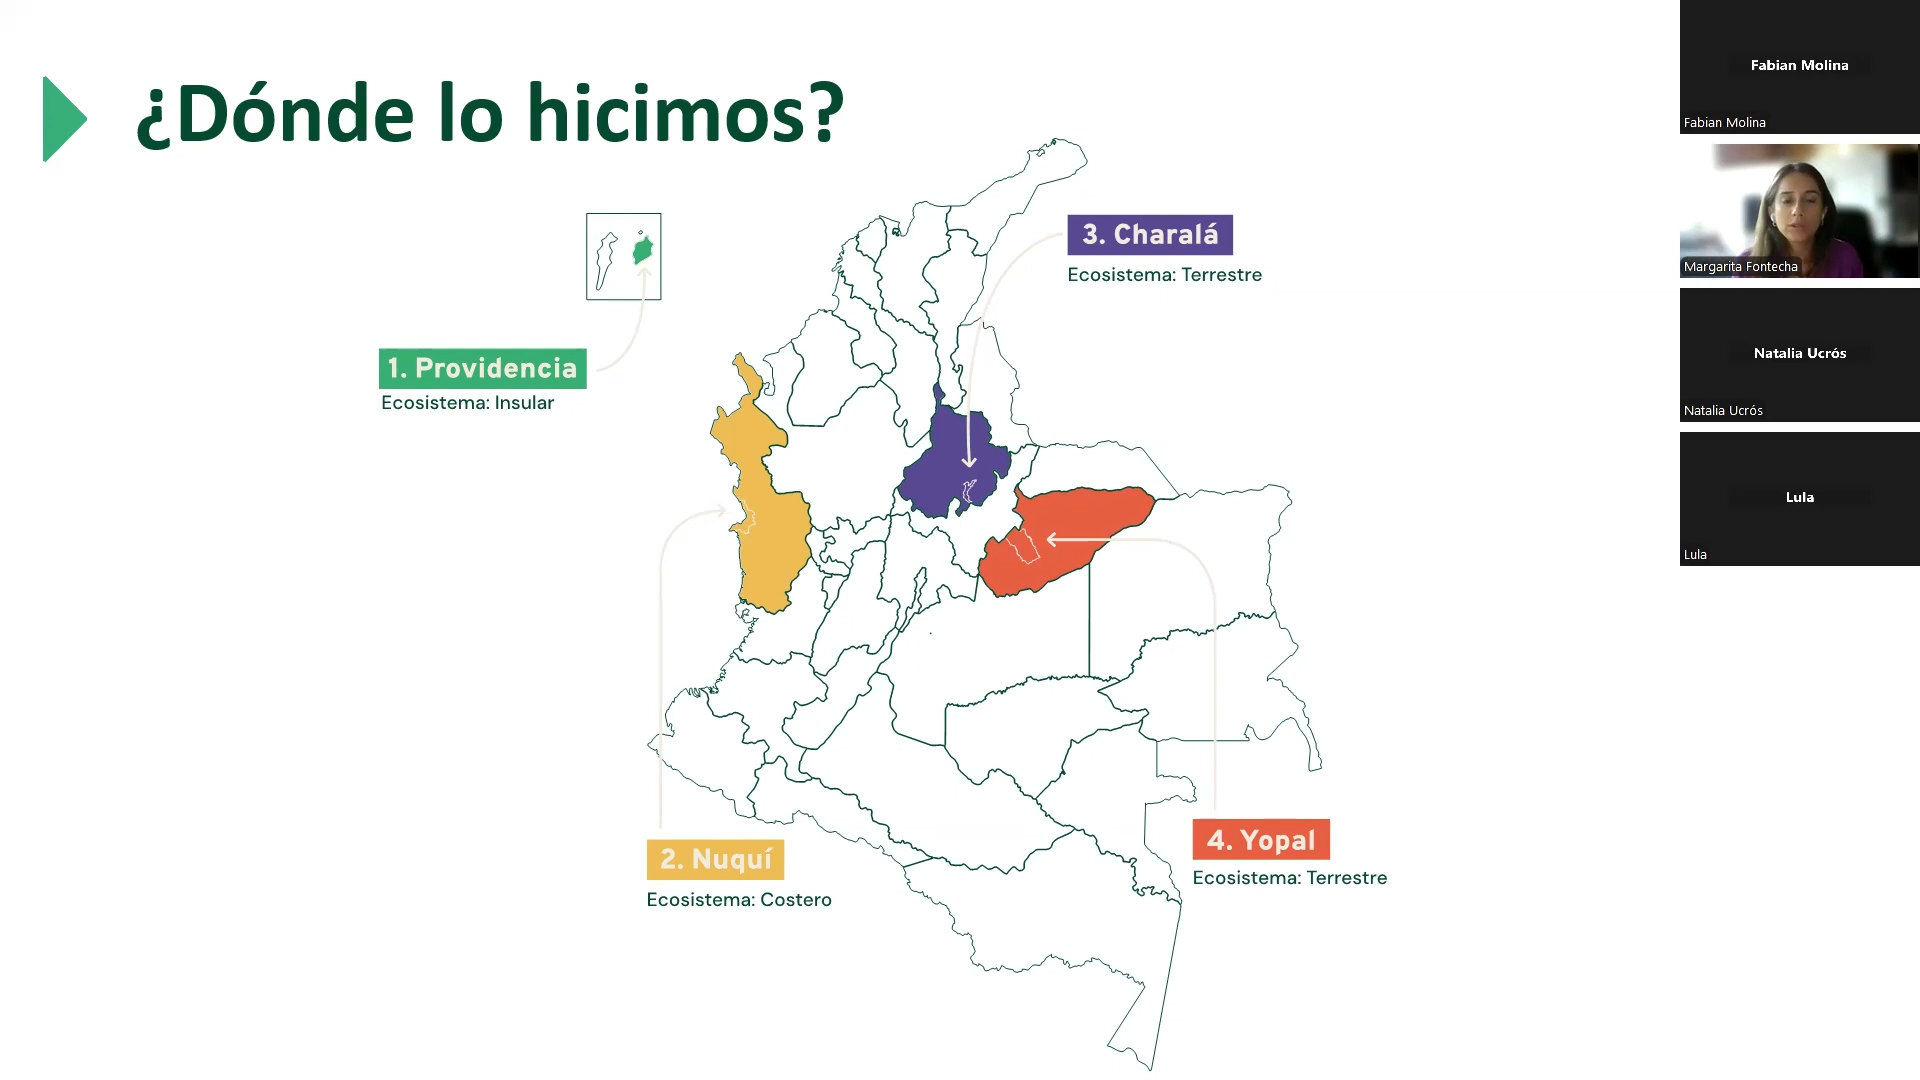 ¿Dónde lo hicimos?
3. Charalá
Ecosistema: Terrestre
1. Providencia
Ecosistema: Insular
2. Nuquí
Ecosistema: Costero
4. Yopal
Ecosistema: Terrestre
Fabian Molina
Fabian Molina
Margarita Fontecha
Natalia Ucrós
Natalia Ucrós
Lula
Lula